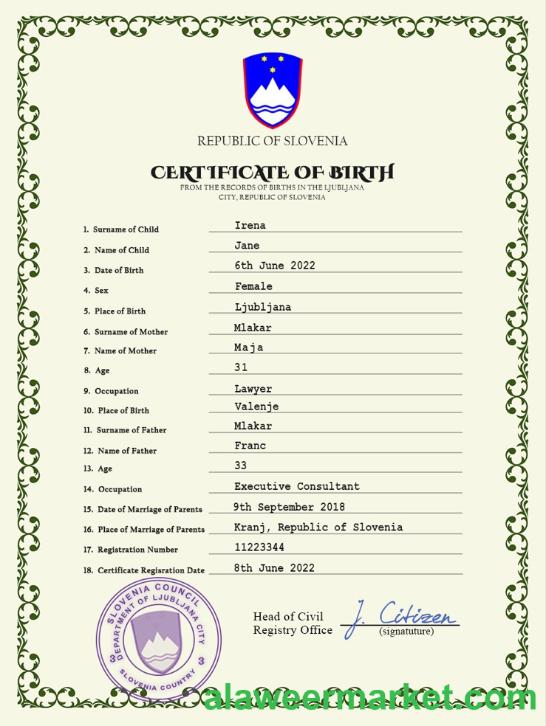 REPUBLIC OF SLOVENIA
CERTIFICATE OF BIRTH
FROM THE RECORDS OF BIRTHS IN THE LJUBLJANA
CITY, REPUBLIC OF SLOVENIA
1. Surname of Child Irena
2. Name of Child Jane
3. Date of Birth 6th June 2022
4. Sex Female
5. Place of Birth Ljubljana
6. Surname of Mother Mlakar
7. Name of Mother Maja
8. Age 31
9. Occupation Lawyer
10. Place of Birth Valenje
11. Surname of Father Mlakar
12. Name of Father Franc
13. Age 33
14. Occupation Executive Consultant
15. Date of Marriage of Parents 9th September 2018
16. Place of Marriage of Parents Kranj, Republic of Slovenia
17. Registration Number 11223344
18. Certificate Regisration Date 8th June 2022
SLOVENIA COUNCIL
DEPARTMENT OF LJUBLJANA CITY
3 3
SLOVENIA COUNTRY
Head of Civil
Registry Office
J. Citizen
(signatuture)
alaweermarket.com